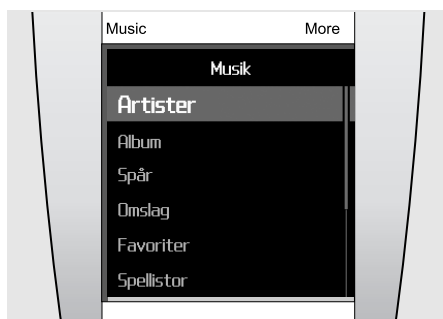 Music More
Musik
Artister
Album
Spår
Omslag
Favoriter
Spellistor